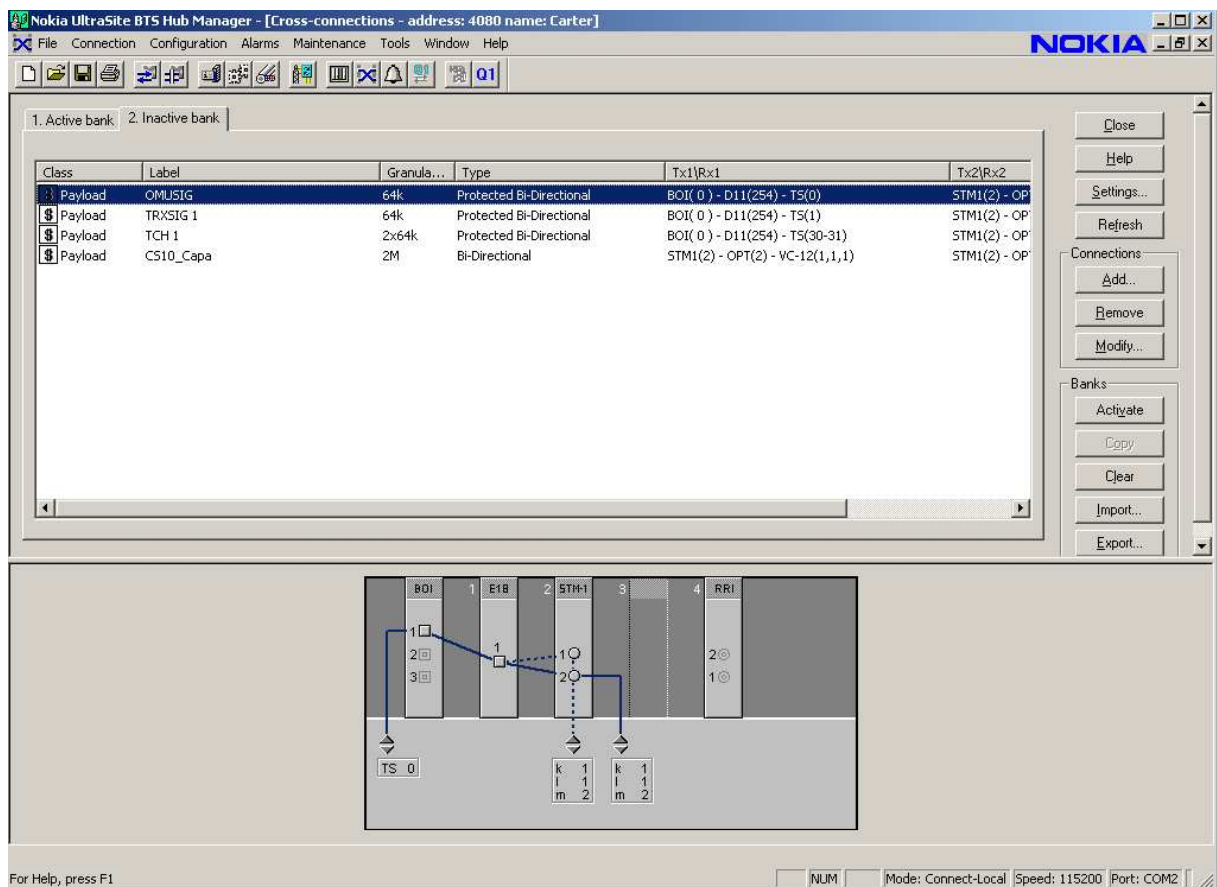 Nokia UltraSite BTS Hub Manager - [Cross-connections - address: 4080 name: Carter]
File Connection Configuration Alarms Maintenance Tools Window Help
NOKIA
Q1
1. Active bank 2. Inactive bank
Class Label Granula... Type Tx1\Rx1 Tx2\Rx2
Payload OMUSIG 64k Protected Bi-Directional BOI( 0 ) - D11(254) - TS(0) STM1(2) - OP
Payload TRXSIG 1 64k Protected Bi-Directional BOI( 0 ) - D11(254) - TS(1) STM1(2) - OP
Payload TCH 1 2x64k Protected Bi-Directional BOI( 0 ) - D11(254) - TS(30-31) STM1(2) - OP
Payload CS10_Capa 2M Bi-Directional STM1(2) - OPT(2) - VC-12(1,1,1) STM1(2) - OP
Close
Help
Settings...
Refresh
Connections
Add...
Remove
Modify...
Banks
Activate
Copy
Clear
Import...
Export...
BOI 1 E1B 2 STM-1 3 4 RRI
1 1 1 2
2 2 1
3
TS 0
k 1 k 1
l 1 l 1
m 2 m 2
For Help, press F1 NUM Mode: Connect-Local Speed: 115200 Port: COM2